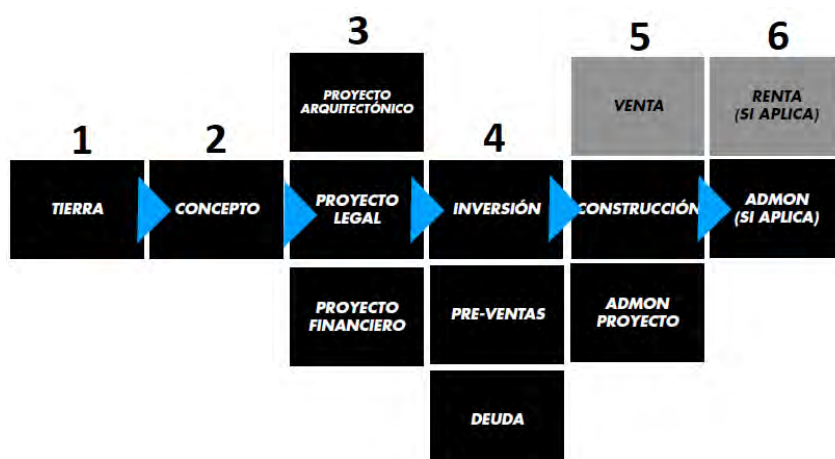 3
5
6
PROYECTO
ARQUITECTÓNICO
VENTA
RENTA
(SI APLICA)
1
2
4
TIERRA
CONCEPTO
PROYECTO
LEGAL
INVERSIÓN
CONSTRUCCIÓN
ADMON
(SI APLICA)
PROYECTO
FINANCIERO
PRE-VENTAS
ADMON
PROYECTO
DEUDA